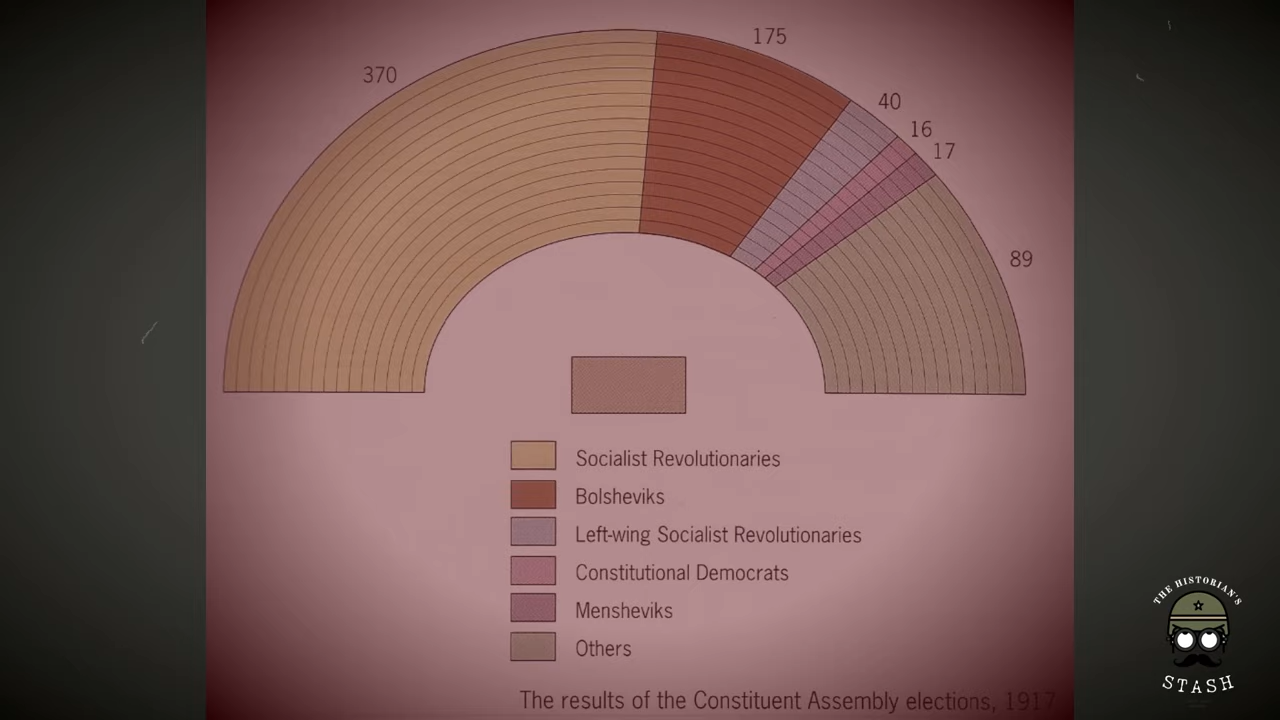 370
175
40
16
17
89
Socialist Revolutionaries
Bolsheviks
Left-wing Socialist Revolutionaries
Constitutional Democrats
Mensheviks
Others
The results of the Constituent Assembly elections, 1917
THE HISTORIAN'S
STASH